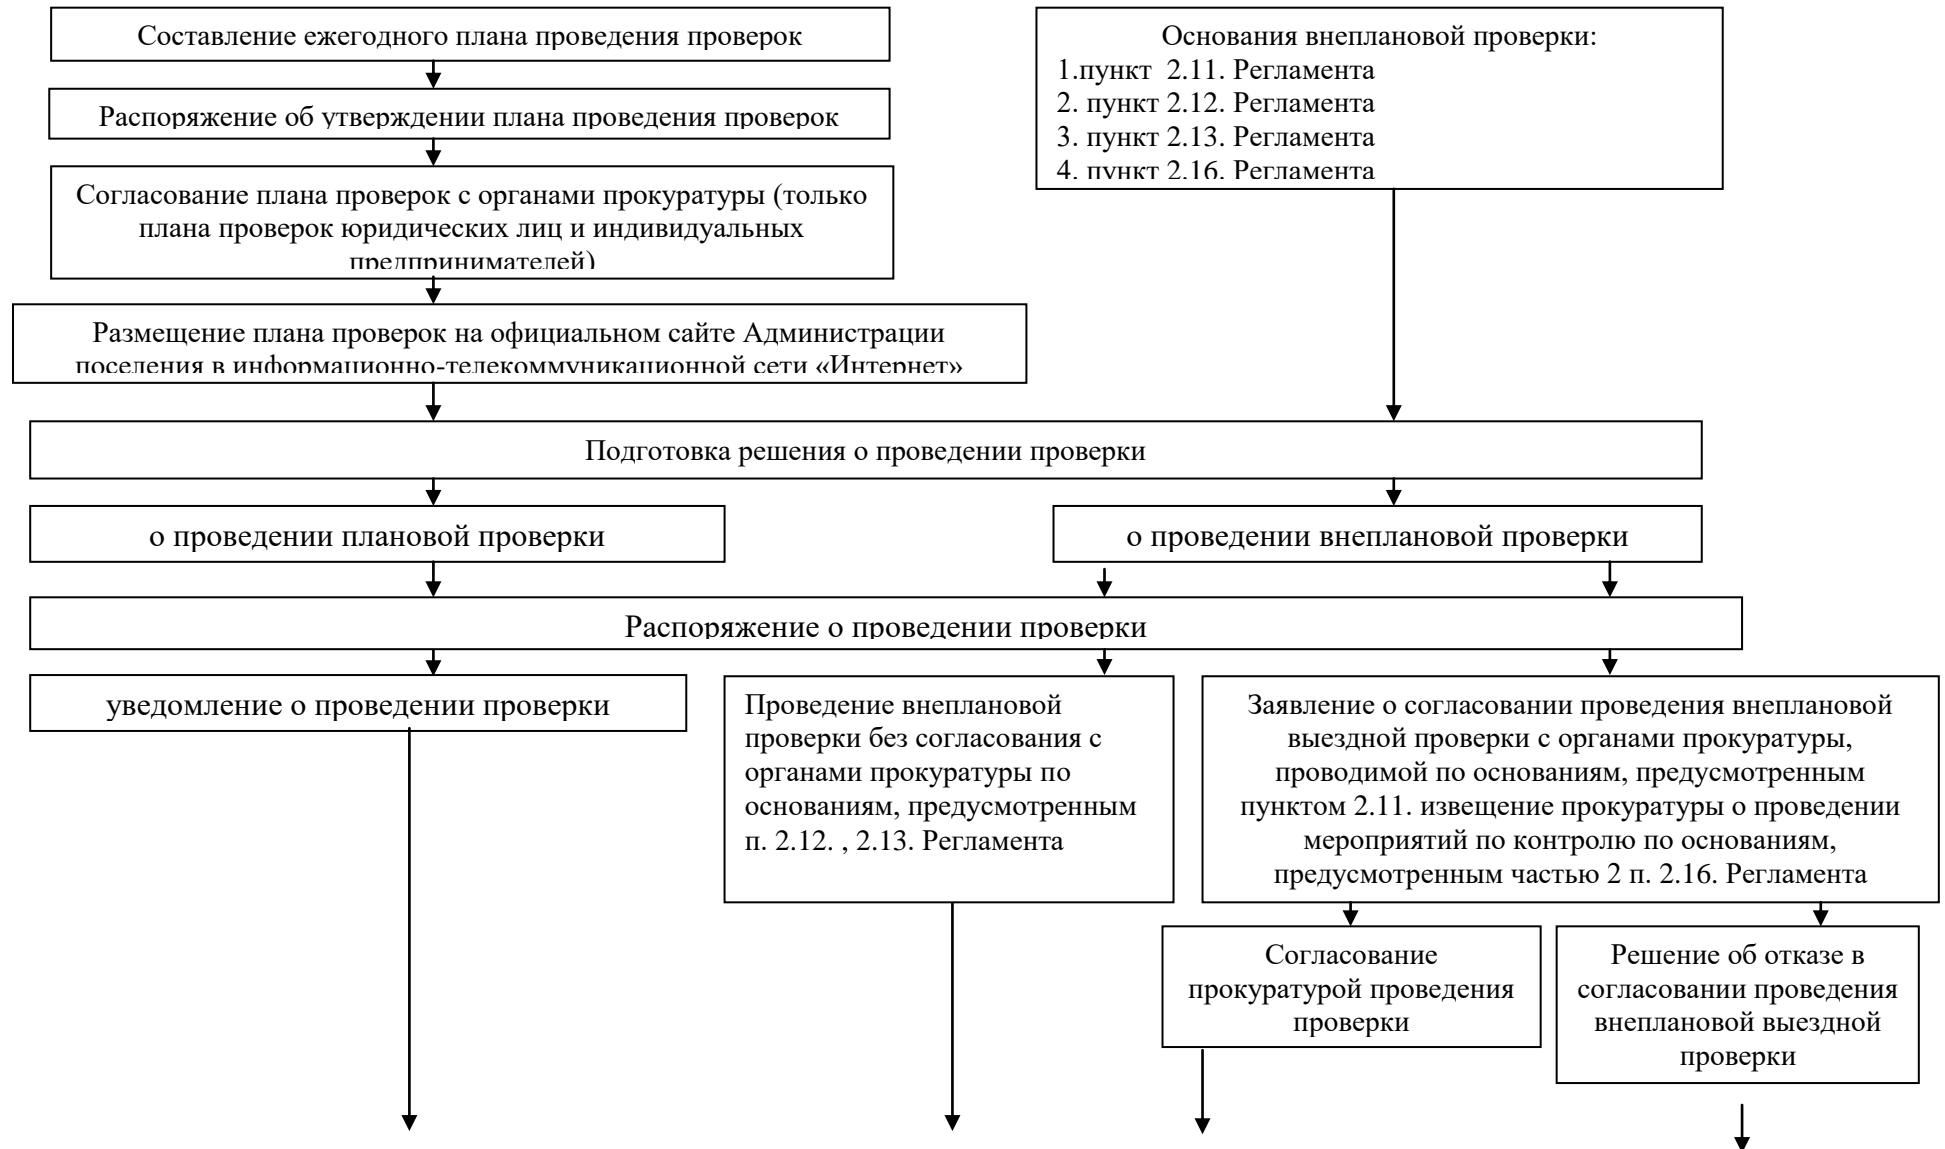 Составление ежегодного плана проведения проверок
Распоряжение об утверждении плана проведения проверок
Согласование плана проверок с органами прокуратуры (только
плана проверок юридических лиц и индивидуальных
предпринимателей)
Размещение плана проверок на официальном сайте Администрации
поселения в информационно-телекоммуникационной сети «Интернет»
Основания внеплановой проверки:
1.пункт 2.11. Регламента
2. пункт 2.12. Регламента
3. пункт 2.13. Регламента
4. пункт 2.16. Регламента
Подготовка решения о проведении проверки
о проведении плановой проверки
о проведении внеплановой проверки
Распоряжение о проведении проверки
уведомление о проведении проверки
Проведение внеплановой
проверки без согласования с
органами прокуратуры по
основаниям, предусмотренным
п. 2.12. , 2.13. Регламента
Заявление о согласовании проведения внеплановой
выездной проверки с органами прокуратуры,
проводимой по основаниям, предусмотренным
пунктом 2.11. извещение прокуратуры о проведении
мероприятий по контролю по основаниям,
предусмотренным частью 2 п. 2.16. Регламента
Согласование
прокуратурой проведения
проверки
Решение об отказе в
согласовании проведения
внеплановой выездной
проверки